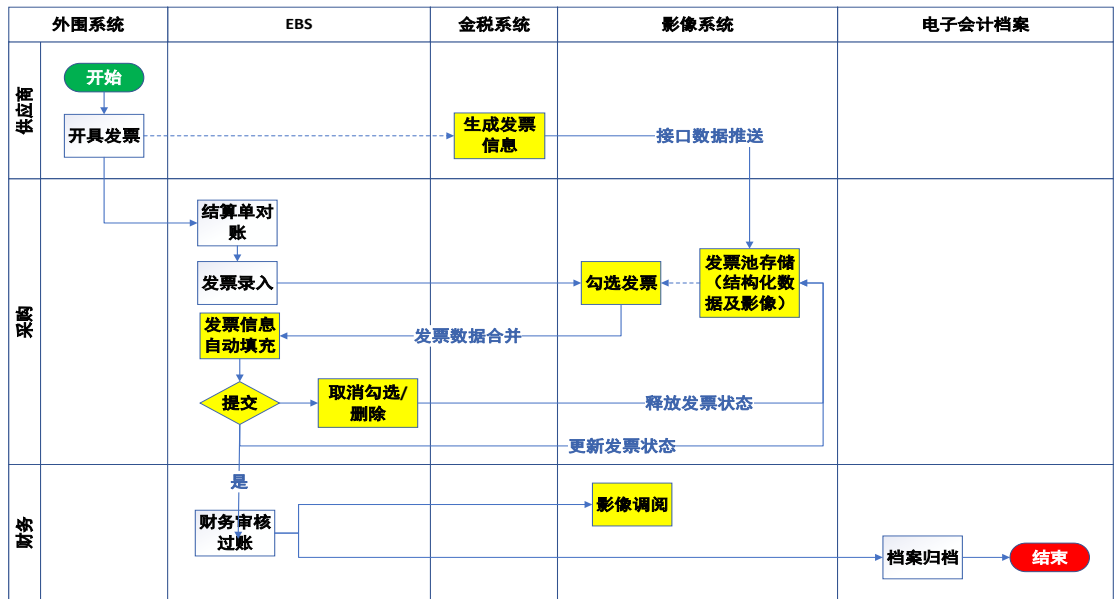 外围系统
EBS
金税系统
影像系统
电子会计档案
供应商
开始
开具发票
生成发票
信息
接口数据推送
采购
结算单对
账
发票录入
勾选发票
发票池存储
（结构化数
据及影像）
发票信息
自动填充
发票数据合并
提交
取消勾选/
删除
释放发票状态
更新发票状态
财务
是
财务审核
过账
影像调阅
档案归档
结束